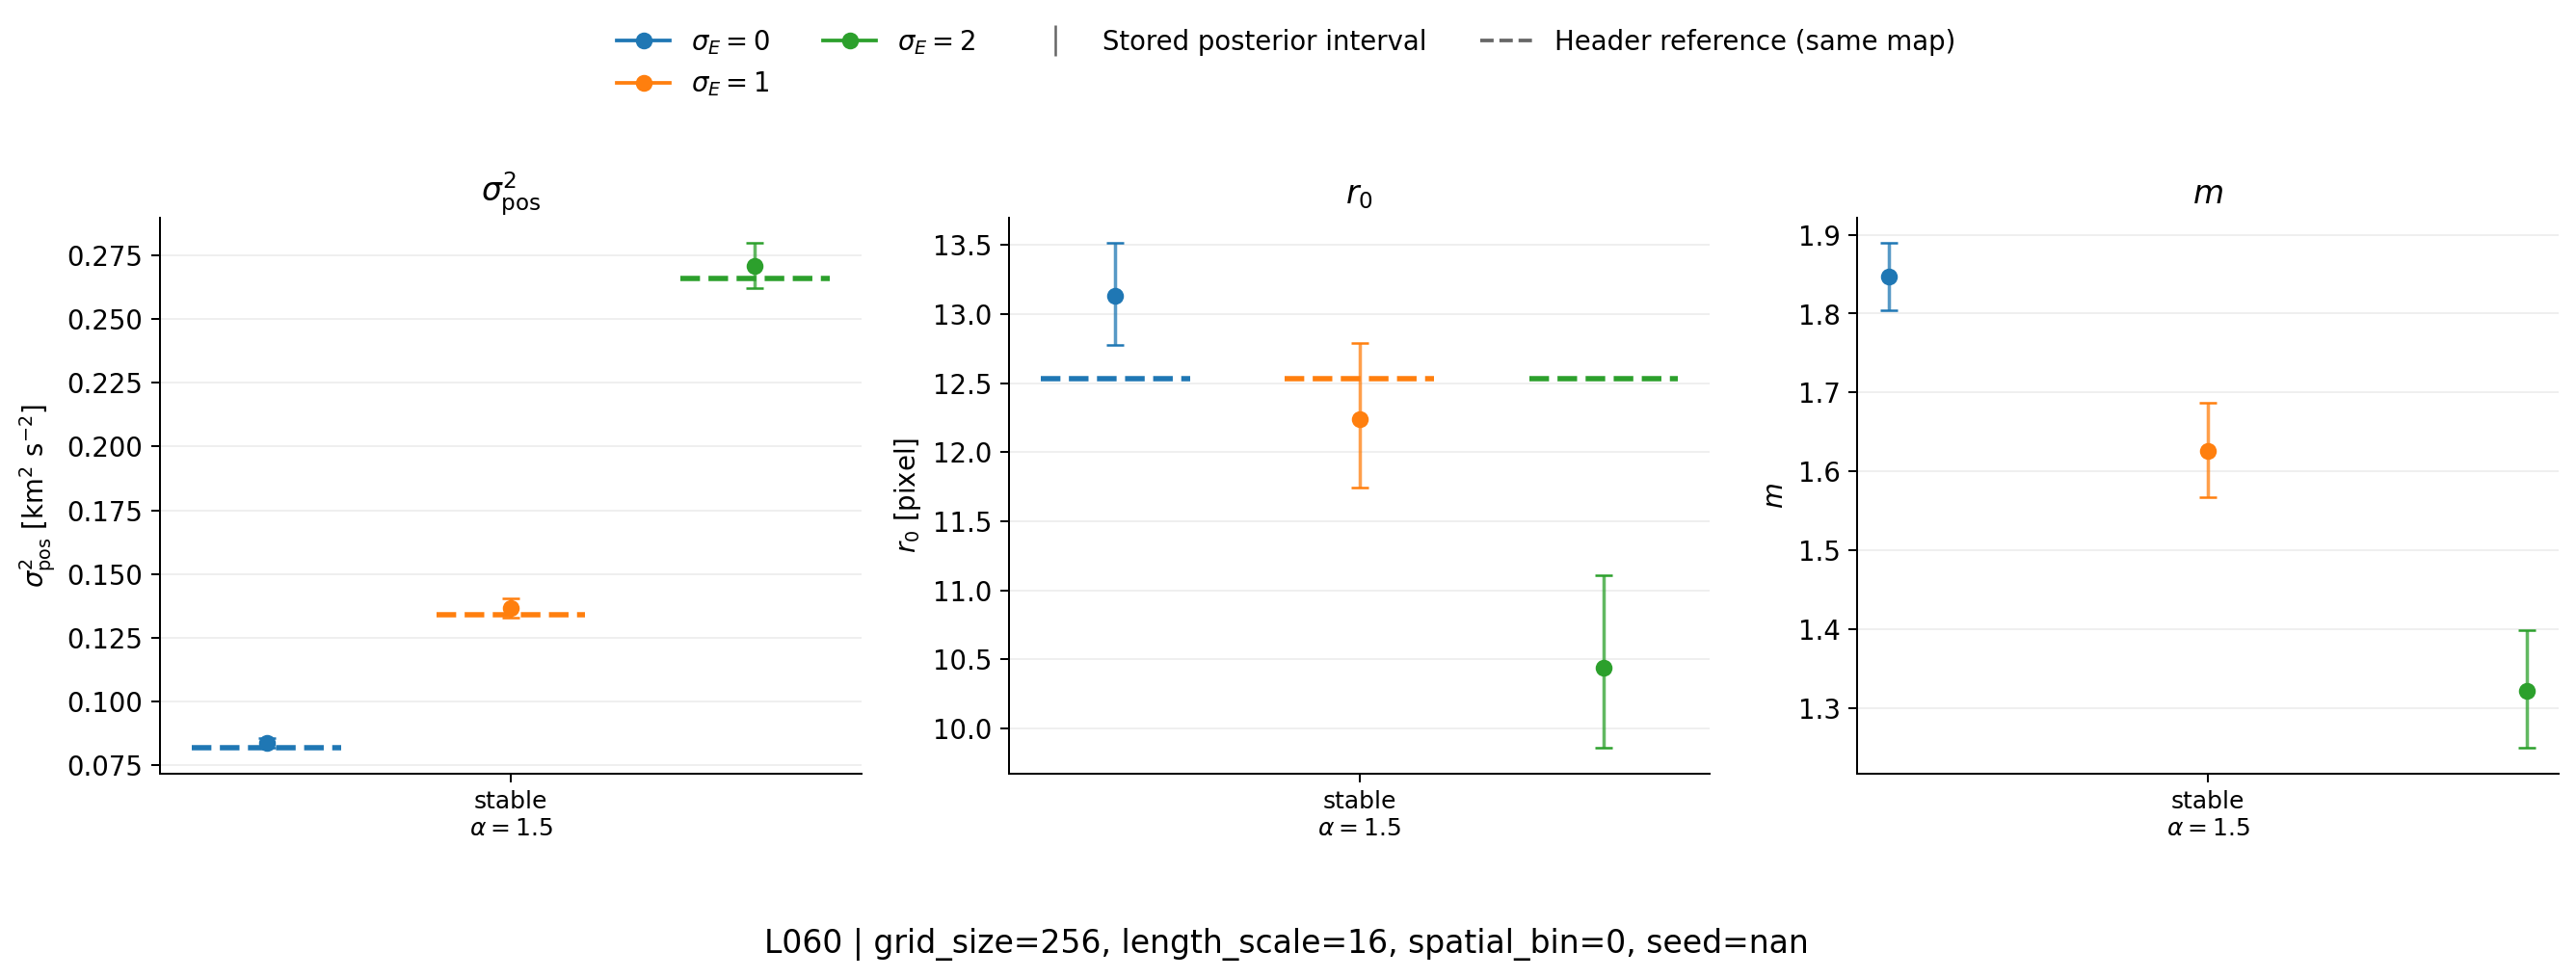 σ_E = 0
σ_E = 1
σ_E = 2
Stored posterior interval
Header reference (same map)
σ²_pos
σ²_pos [km² s⁻²]
0.275
0.250
0.225
0.200
0.175
0.150
0.125
0.100
0.075
stable
α = 1.5
r₀
r₀ [pixel]
13.5
13.0
12.5
12.0
11.5
11.0
10.5
10.0
stable
α = 1.5
m
m
1.9
1.8
1.7
1.6
1.5
1.4
1.3
stable
α = 1.5
L060 | grid_size=256, length_scale=16, spatial_bin=0, seed=nan